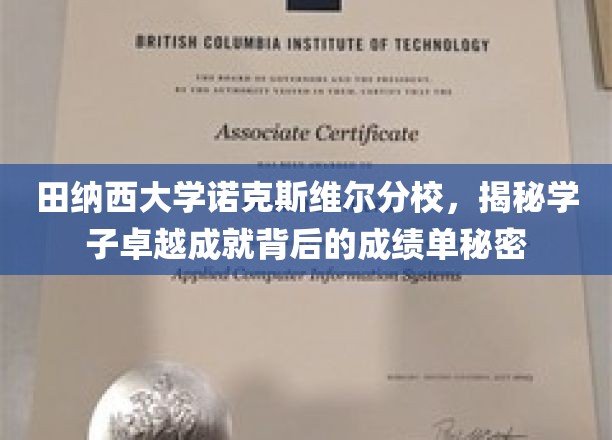 BRITISH COLUMBIA INSTITUTE OF TECHNOLOGY
THE BOARD OF GOVERNORS AND THE PRESIDENT,
BY THE AUTHORITY VESTED IN THEM, CERTIFY THAT THE
Associate Certificate
田纳西大学诺克斯维尔分校，揭秘学
子卓越成就背后的成绩单秘密
Applied Computer Information Systems